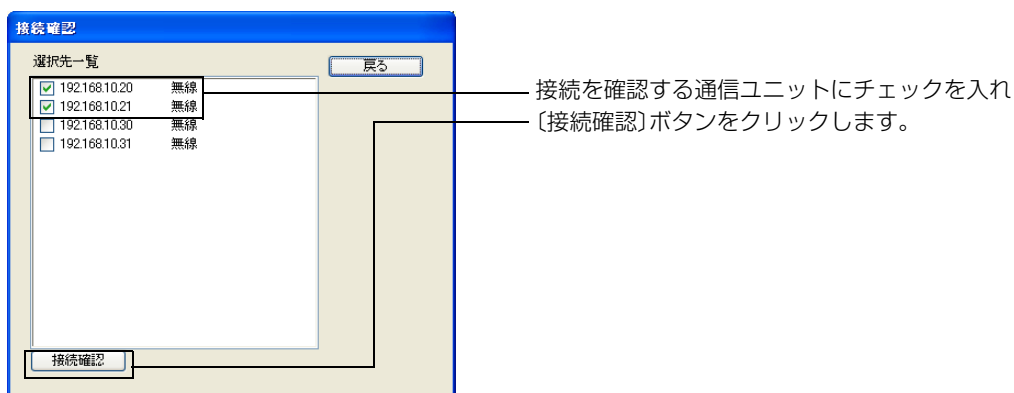 接続確認
選択先一覧
戻る
192.168.10.20 無線
192.168.10.21 無線
192.168.10.30 無線
192.168.10.31 無線
接続確認
接続を確認する通信ユニットにチェックを入れ
〔接続確認〕ボタンをクリックします。